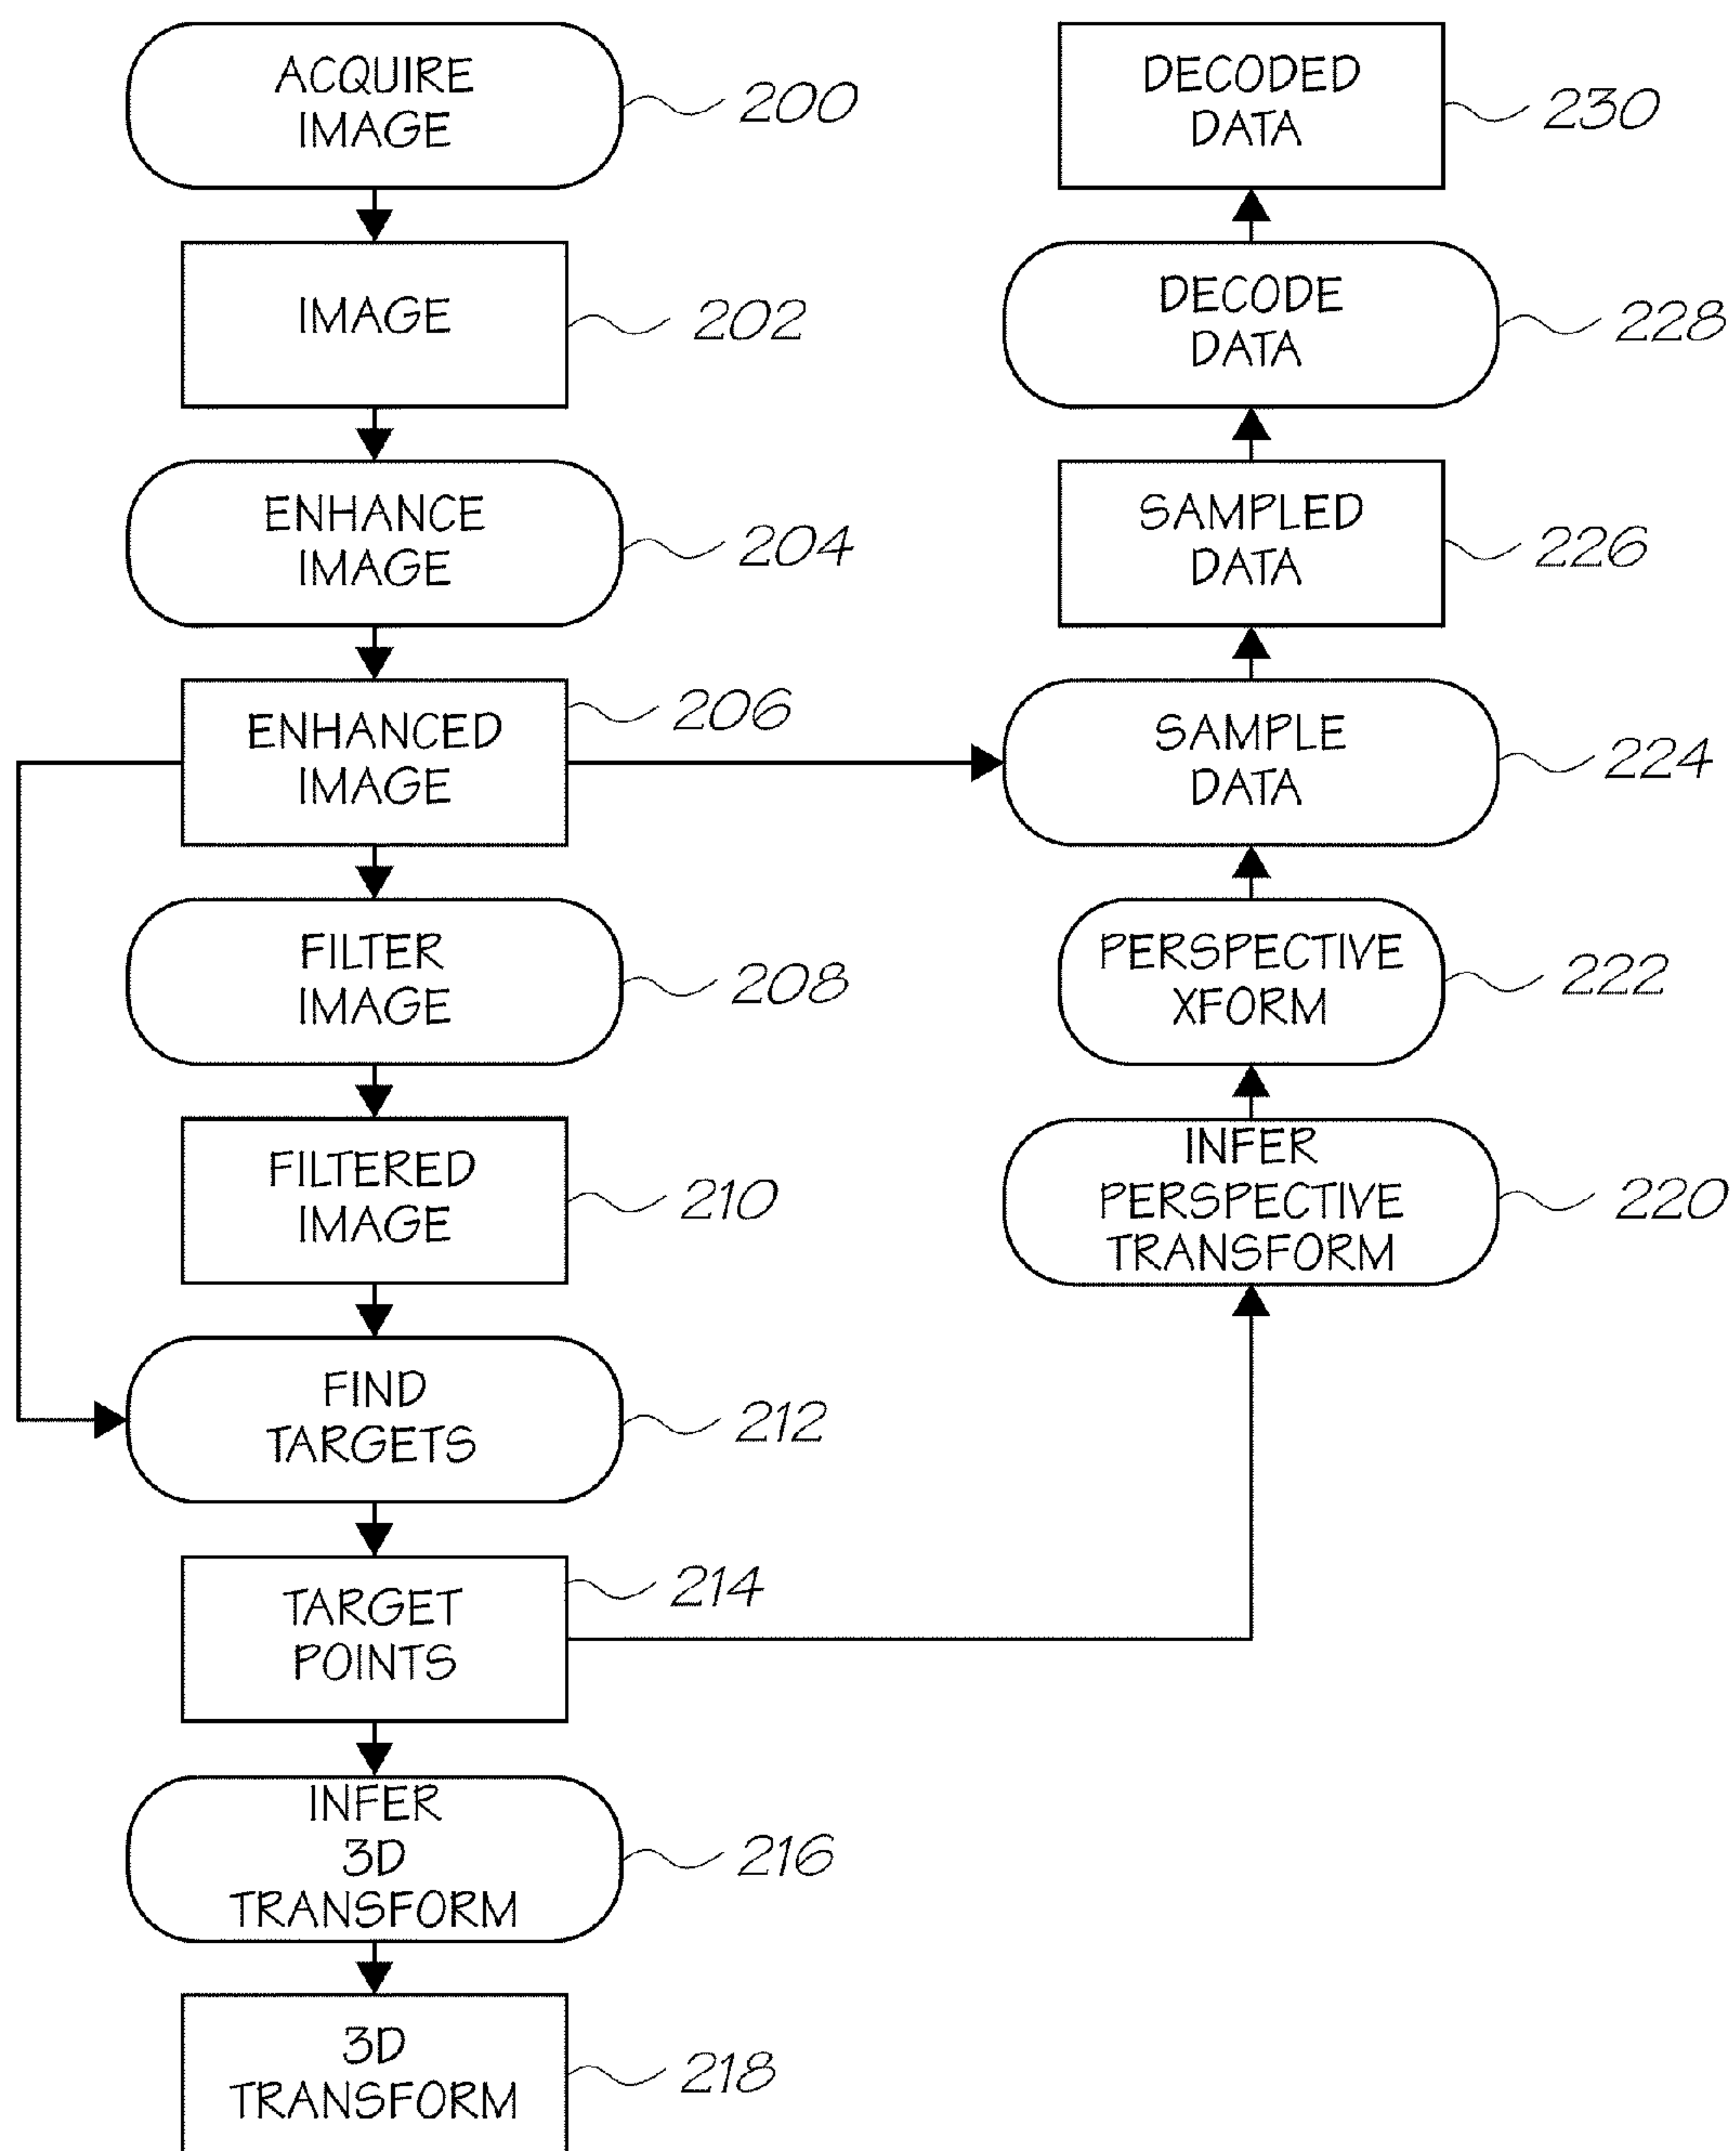 ACQUIRE
IMAGE
200
IMAGE
202
ENHANCE
IMAGE
204
ENHANCED
IMAGE
206
FILTER
IMAGE
208
FILTERED
IMAGE
210
FIND
TARGETS
212
TARGET
POINTS
214
INFER
3D
TRANSFORM
216
3D
TRANSFORM
218
DECODED
DATA
230
DECODE
DATA
228
SAMPLED
DATA
226
SAMPLE
DATA
224
PERSPECTIVE
XFORM
222
INFER
PERSPECTIVE
TRANSFORM
220